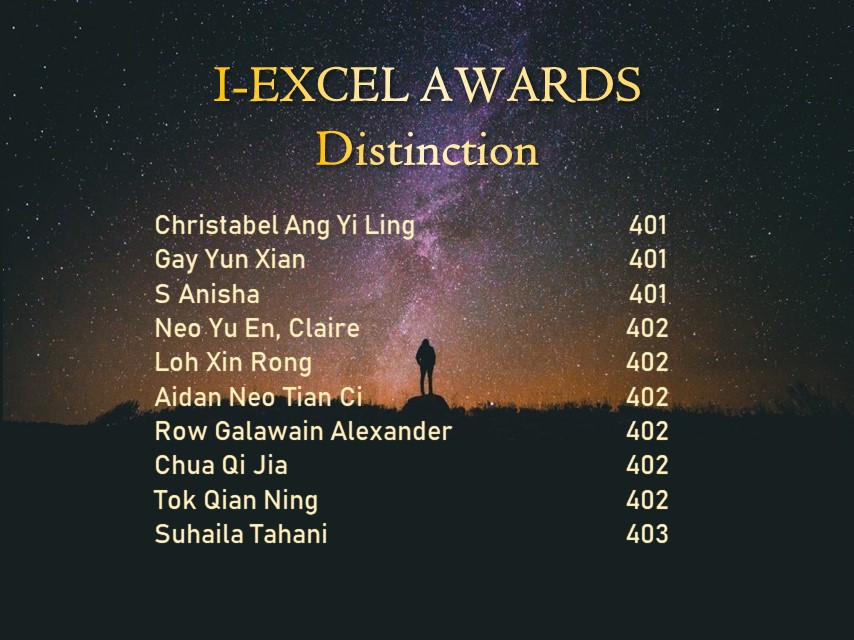 I-EXCEL AWARDS
Distinction
Christabel Ang Yi Ling 401
Gay Yun Xian 401
S Anisha 401
Neo Yu En, Claire 402
Loh Xin Rong 402
Aidan Neo Tian Ci 402
Row Galawain Alexander 402
Chua Qi Jia 402
Tok Qian Ning 402
Suhaila Tahani 403